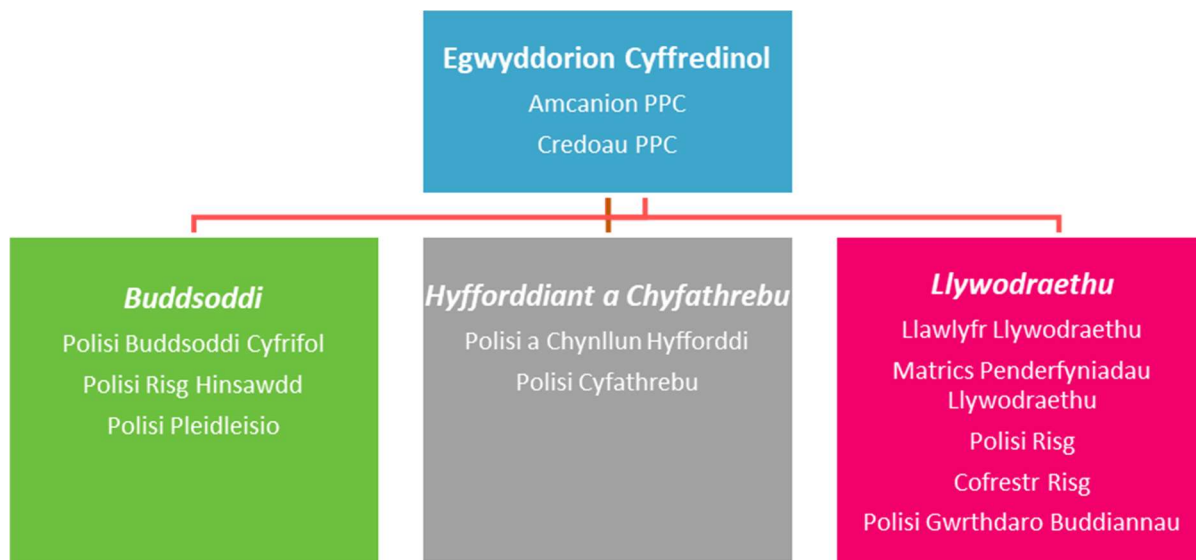 Egwyddorion Cyffredinol
Amcanion PPC
Credoau PPC
Buddsoddi
Polisi Buddsoddi Cyfrifol
Polisi Risg Hinsawdd
Polisi Pleidleisio
Hyfforddiant a Chyfathrebu
Polisi a Chynllun Hyfforddi
Polisi Cyfathrebu
Llywodraethu
Llawlyfr Llywodraethu
Matrics Penderfyniadau
Llywodraethu
Polisi Risg
Cofrestr Risg
Polisi Gwrthdaro Buddiannau